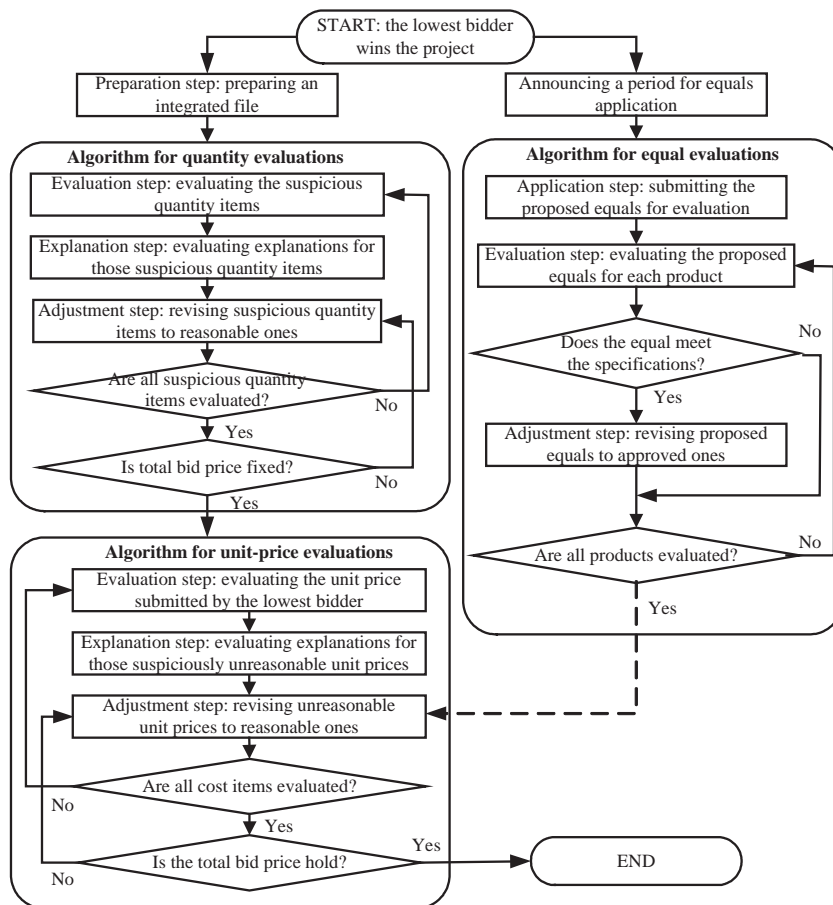 START: the lowest bidder
wins the project
Preparation step: preparing an
integrated file
Announcing a period for equals
application
Algorithm for quantity evaluations
Evaluation step: evaluating the suspicious
quantity items
Explanation step: evaluating explanations for
those suspicious quantity items
Adjustment step: revising suspicious quantity
items to reasonable ones
Are all suspicious quantity
items evaluated?
No
Yes
Is total bid price fixed?
No
Yes
Algorithm for equal evaluations
Application step: submitting the
proposed equals for evaluation
Evaluation step: evaluating the proposed
equals for each product
Does the equal meet
the specifications?
No
Yes
Adjustment step: revising proposed
equals to approved ones
Are all products evaluated?
No
Yes
Algorithm for unit-price evaluations
Evaluation step: evaluating the unit price
submitted by the lowest bidder
Explanation step: evaluating explanations for
those suspiciously unreasonable unit prices
Adjustment step: revising unreasonable
unit prices to reasonable ones
Are all cost items evaluated?
No
Yes
Is the total bid price hold?
No
Yes
END